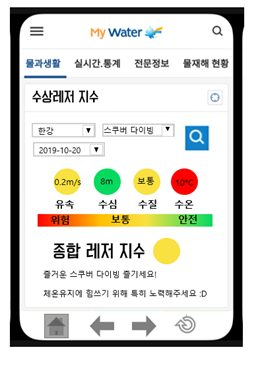 My Water
물과생활 실시간.통계 전문정보 물재해 현황
수상레저 지수
한강 스쿠버 다이빙
2019-10-20
0.2m/s 8m 보통 10℃
유속 수심 수질 수온
위험 보통 안전
종합 레저 지수
즐거운 스쿠버 다이빙 즐기세요!
체온유지에 힘쓰기 위해 특히 노력해주세요 :D